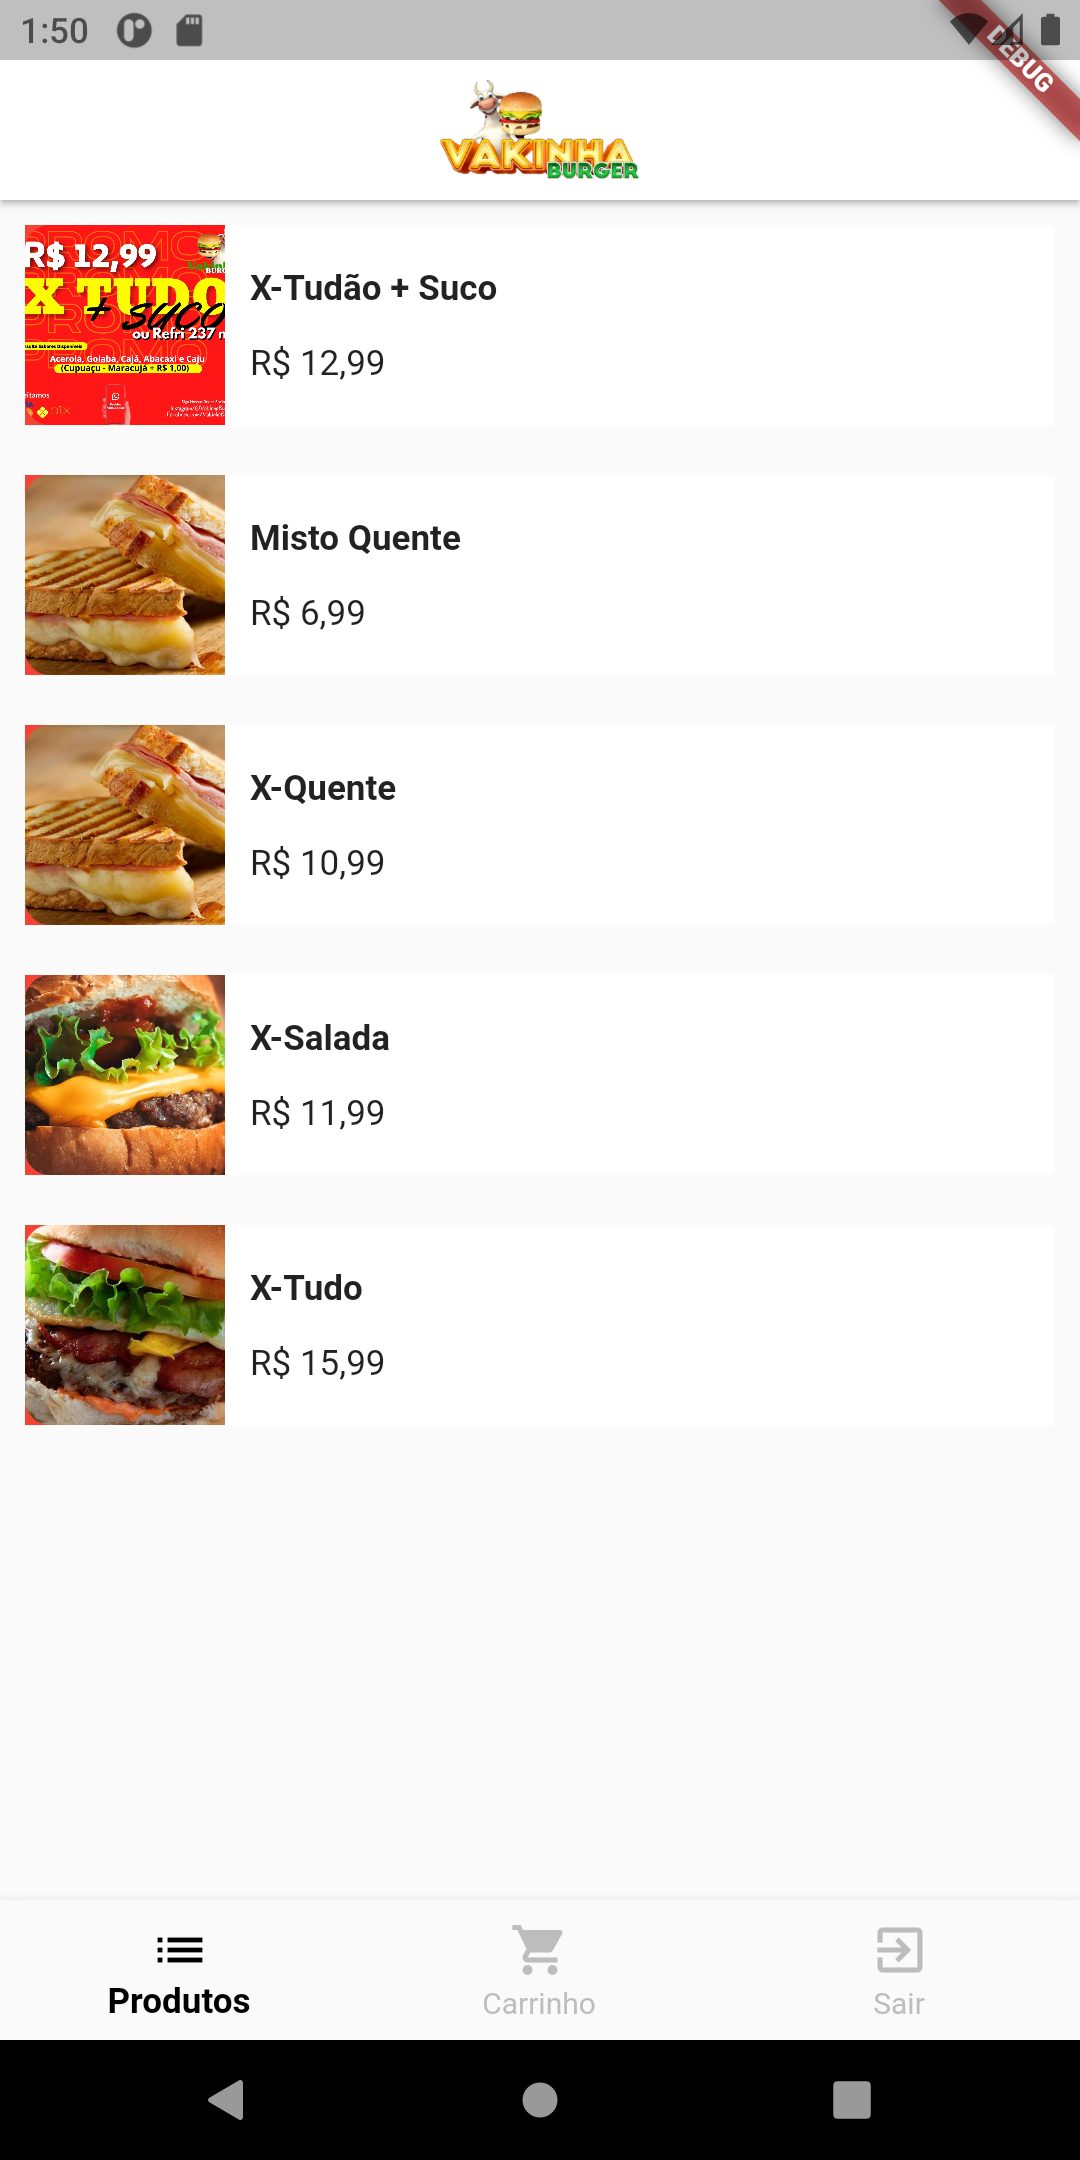 1:50
DEBUG
VAKINHA
BURGER
R$ 12,99
X TUDO
+ SUCO
ou Refri 237 m
Acerola, Goiaba, Cajá, Abacaxi e Caju
(Cupuaçu - Maracujá + R$ 1,00)
pix
X-Tudão + Suco
R$ 12,99
Misto Quente
R$ 6,99
X-Quente
R$ 10,99
X-Salada
R$ 11,99
X-Tudo
R$ 15,99
Produtos
Carrinho
Sair